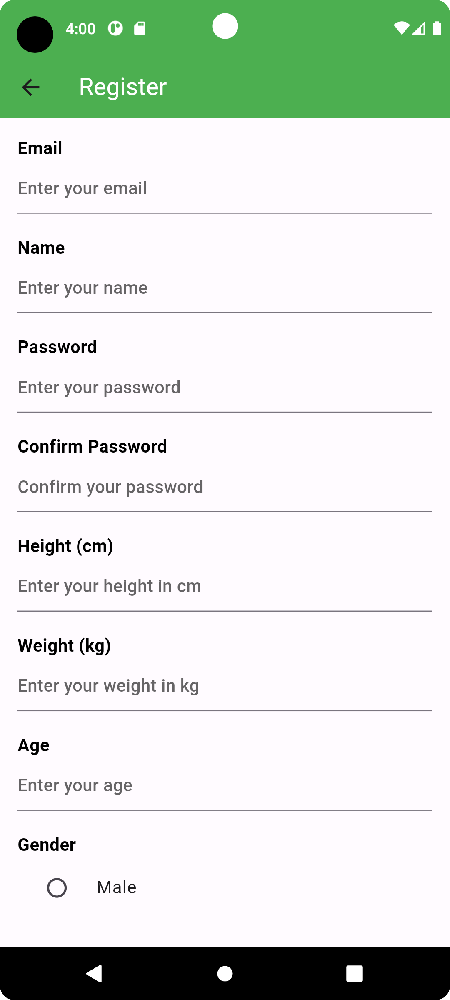 4:00
Register
Email
Enter your email
Name
Enter your name
Password
Enter your password
Confirm Password
Confirm your password
Height (cm)
Enter your height in cm
Weight (kg)
Enter your weight in kg
Age
Enter your age
Gender
Male